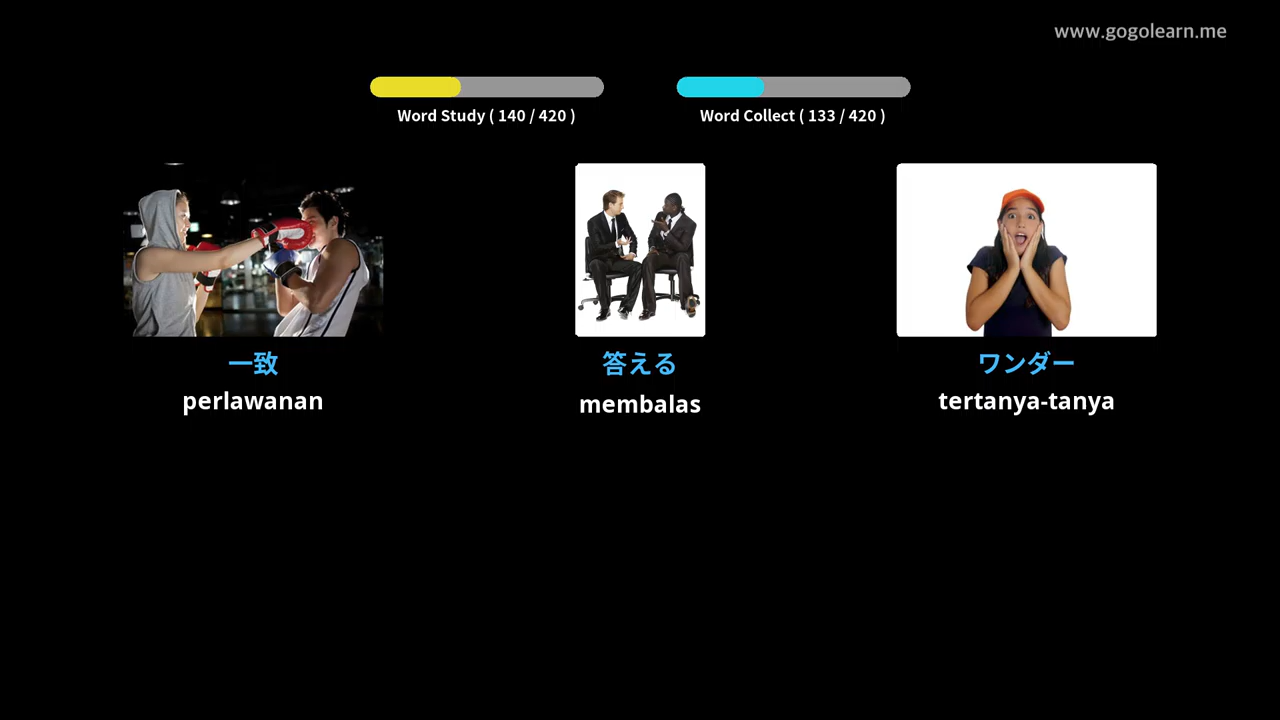 www.gogolearn.me
Word Study ( 140 / 420 )
Word Collect ( 133 / 420 )
一致
perlawanan
答える
membalas
ワンダー
tertanya-tanya